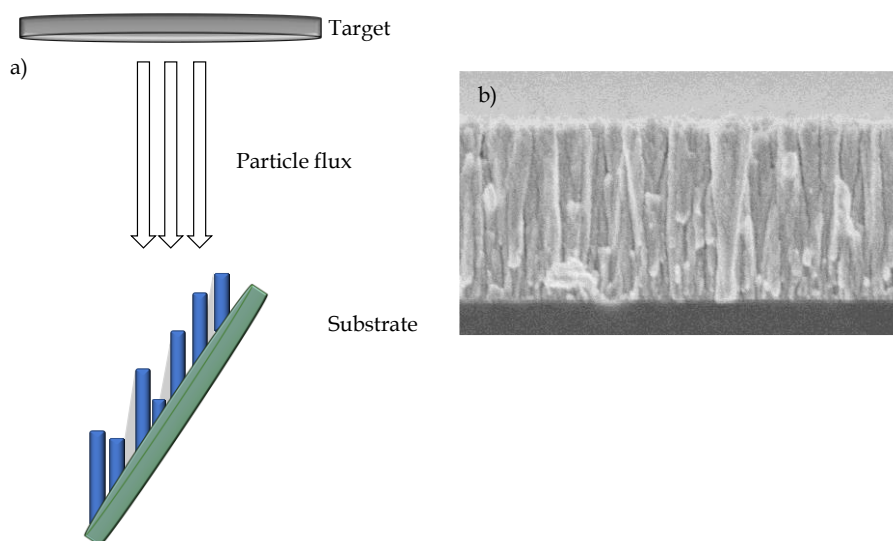 Target
a)
b)
Particle flux
Substrate